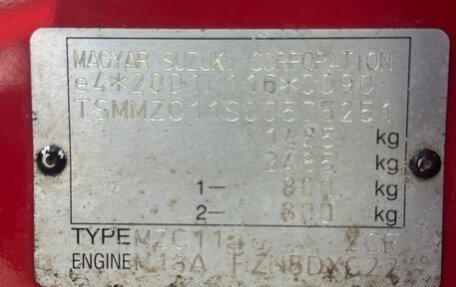 MAGYAR SUZUKI CORPORATION
e4*2001/116*0090
TSMMZC11S00575251
1485 kg
2485 kg
1— 800 kg
2— 800 kg
TYPE MZC11S
ENGINE M13A